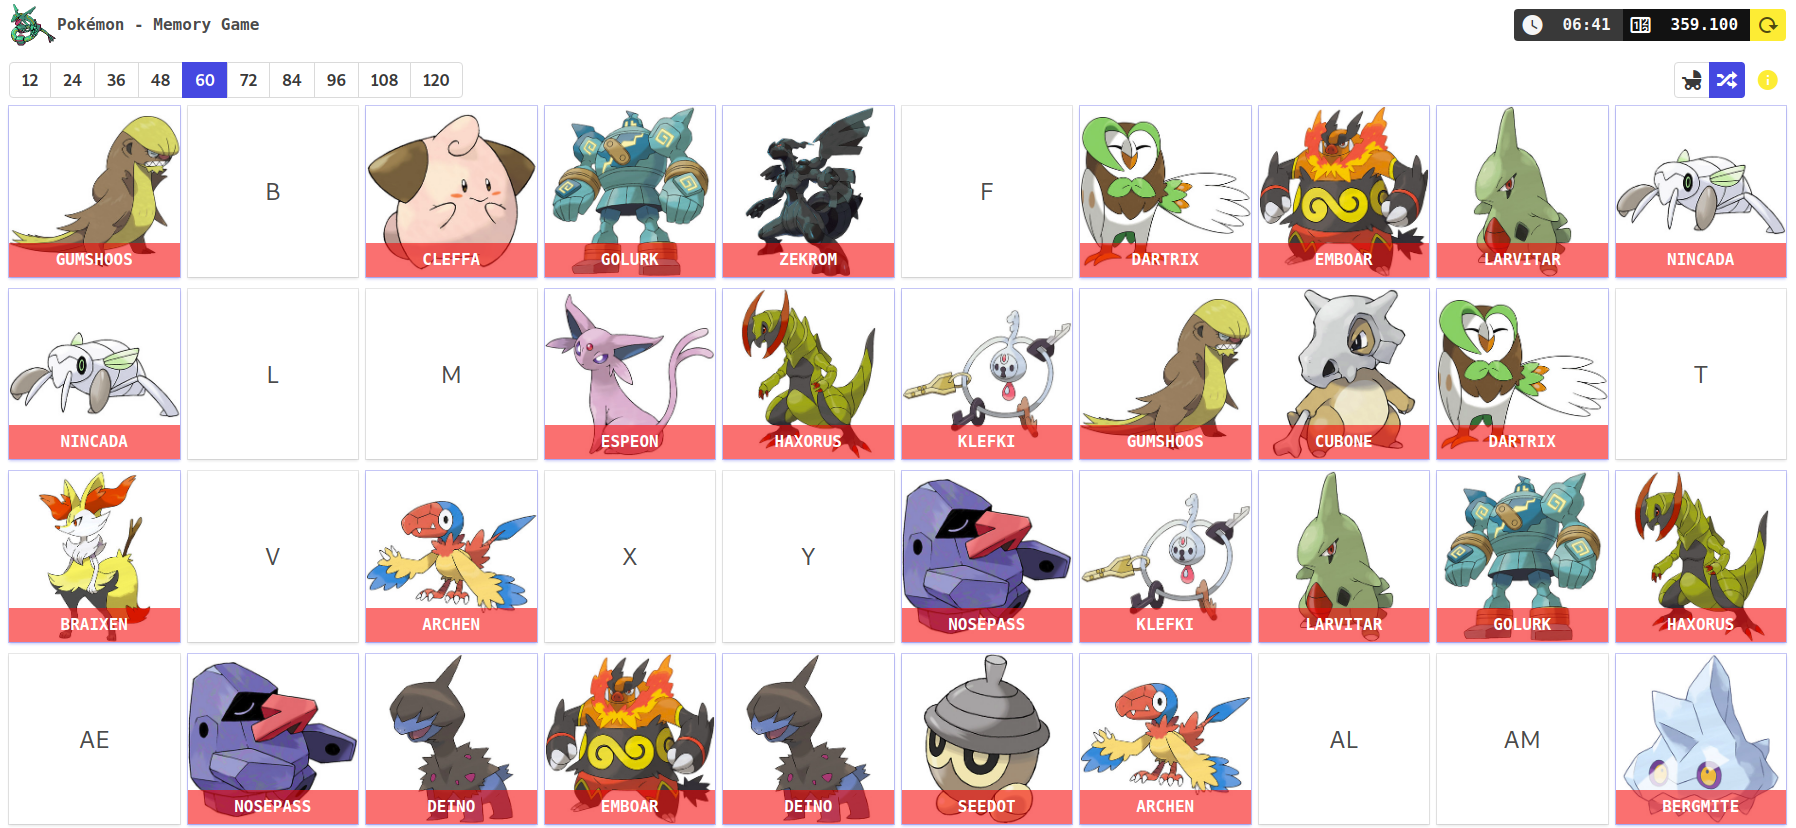 Pokémon - Memory Game
06:41
359.100
12 24 36 48 60 72 84 96 108 120
GUMSHOOS
B
CLEFFA
GOLURK
ZEKROM
F
DARTRIX
EMBOAR
LARVITAR
NINCADA
NINCADA
L
M
ESPEON
HAXORUS
KLEFKI
GUMSHOOS
CUBONE
DARTRIX
T
BRAIXEN
V
ARCHEN
X
Y
NOSEPASS
KLEFKI
LARVITAR
GOLURK
HAXORUS
AE
NOSEPASS
DEINO
EMBOAR
DEINO
SEEDOT
ARCHEN
AL
AM
BERGMITE